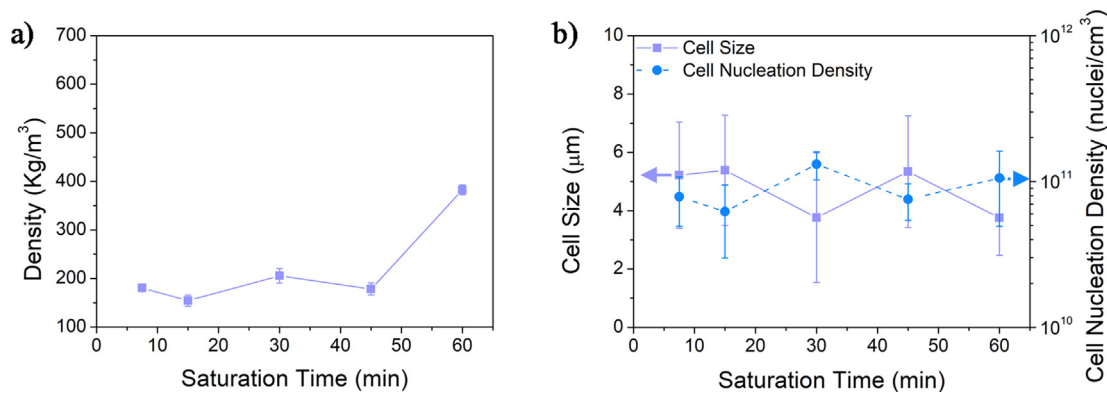 a)
700
600
500
400
300
200
100
Density (Kg/m³)
0 10 20 30 40 50 60
Saturation Time (min)
b)
Cell Size
Cell Nucleation Density
10
8
6
4
2
0
Cell Size (μm)
10¹²
10¹¹
10¹⁰
Cell Nucleation Density (nuclei/cm³)
0 10 20 30 40 50 60
Saturation Time (min)